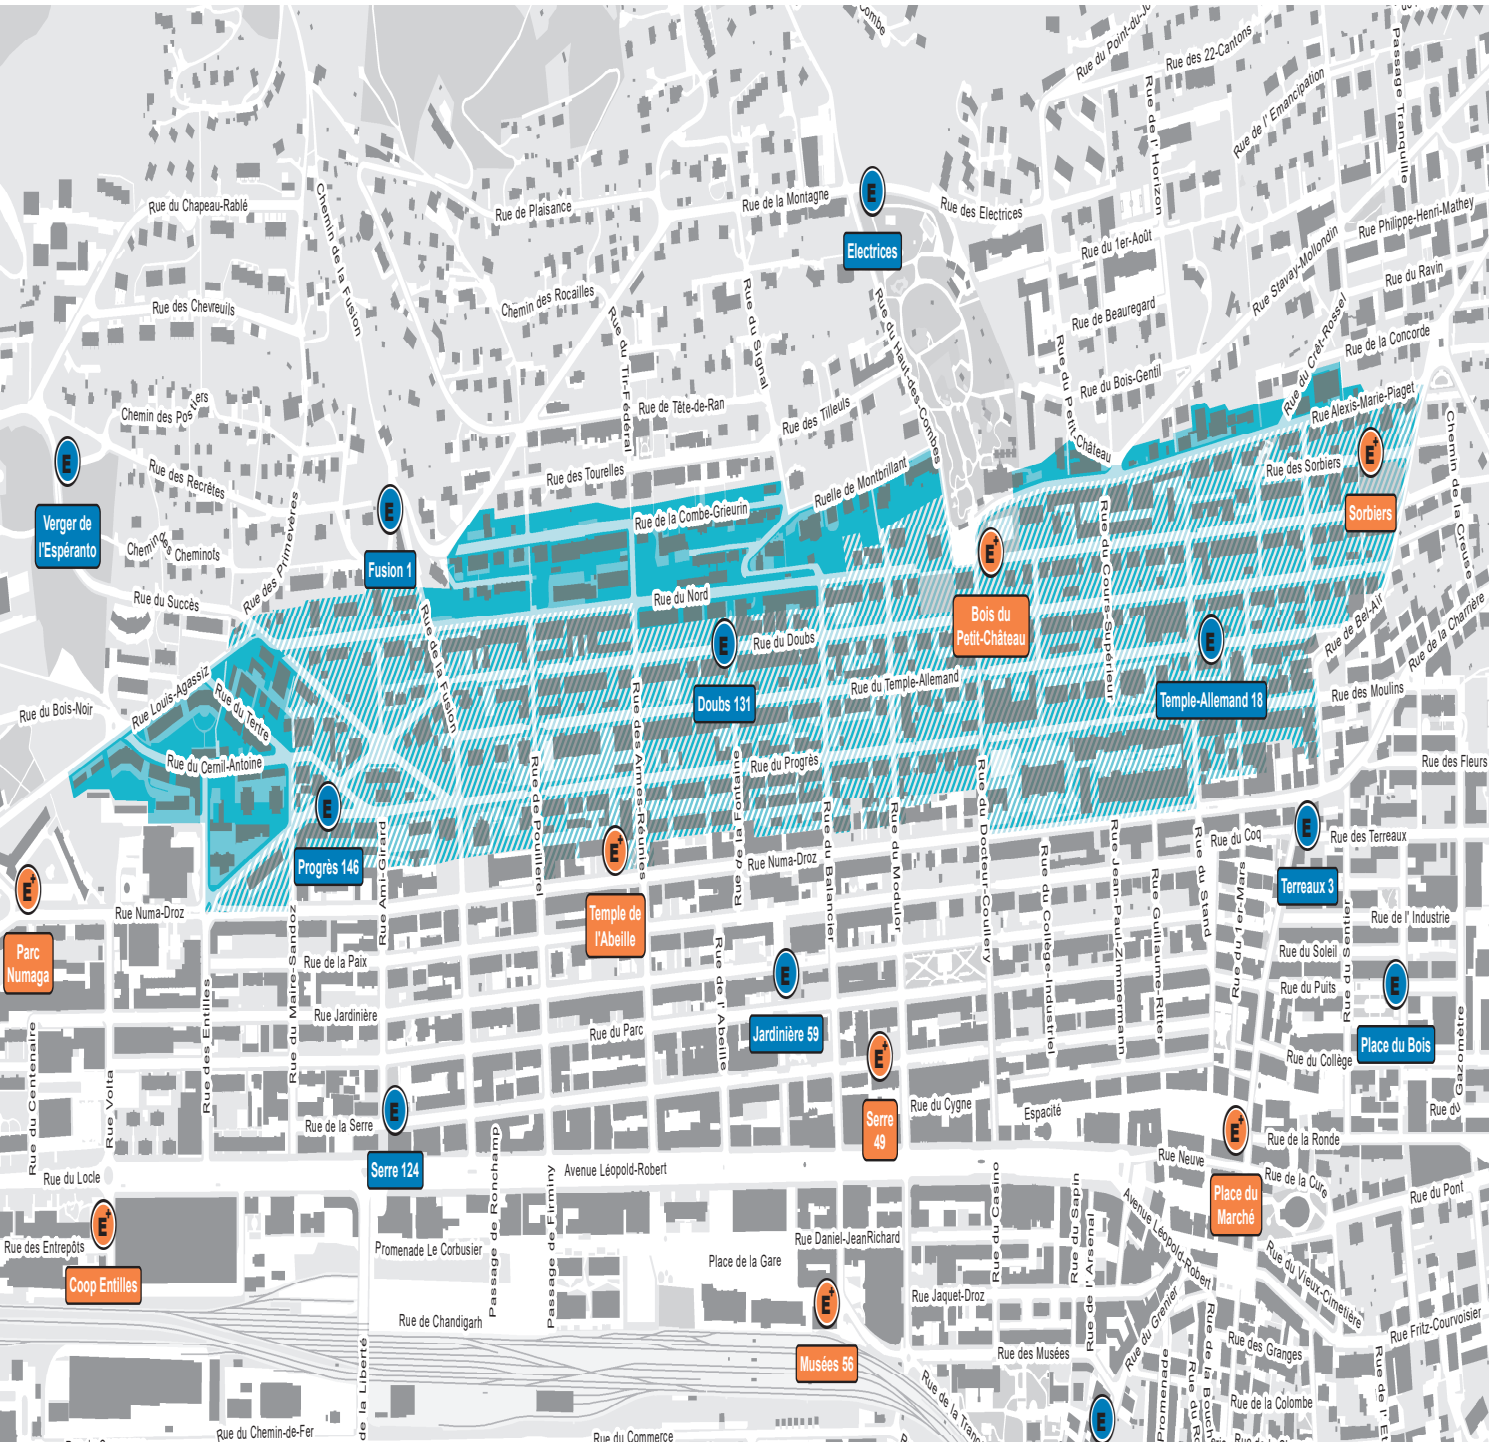 Combe
Rue du Point-du-Jo
Rue des 22-Cantons
Passage Tranquille
Rue de l' Emancipation
Rue de l' Horizon
Rue du Chapeau-Rablé
Chemin de la Fusion
Rue de Plaisance
Rue de la Montagne
E
Rue des Electrices
Electrices
Rue du 1er-Août
Rue Philippe-Henri-Mathey
Rue Stavay-Mollondin
Rue du Ravin
Rue des Chevreuils
Chemin des Rocailles
Rue du Signal
Rue du Haut-des-Combes
Rue de Beauregard
Rue du Crêt-Rossel
Rue de la Concorde
Rue du Tir-Fédéral
Rue du Petit-Château
Rue du Bois-Gentil
Rue Alexis-Marie-Piaget
Chemin des Postiers
Rue de Tête-de-Ran
Rue des Tilleuls
Chemin de la Creuse
E
Verger de
l'Espéranto
Rue des Recrêtes
Rue des Tourelles
Ruelle de Montbrillant
Rue des Sorbiers
E+
Sorbiers
Rue des Primevères
E
Fusion 1
Rue de la Combe-Grieurin
Rue du Cours-Supérieur
Cheminots
E+
Bois du
Petit-Château
Rue du Succès
Rue du Nord
Rue de la Fusion
E
Doubs 131
Rue du Doubs
E
Temple-Allemand 18
Rue de Bel-Air
Rue de la Charrière
Rue du Bois-Noir
Rue Louis-Agassiz
Rue du Tertre
Rue du Temple-Allemand
Rue des Moulins
Rue du Cernil-Antoine
Rue des Armes-Réunies
Rue du Progrès
Rue des Fleurs
E
Progrès 146
Rue de Pouillerel
Rue de la Fontaine
Rue du Balancier
Rue du Modulor
Rue du Docteur-Coullery
E+
Temple de
l'Abeille
Rue Numa-Droz
Rue du Coq
E
Terreaux 3
Rue des Terreaux
E+
Parc
Numaga
Rue Numa-Droz
Rue Ami-Girard
Rue du Collège-Industriel
Rue Jean-Paul-Zimmermann
Rue Guillaume-Ritter
Rue du Stand
Rue du 1er-Mars
Rue de l' Industrie
Rue de la Paix
Rue du Maire-Sandoz
Rue des Entilles
Rue de l' Abeille
E
Jardinière 59
Rue du Soleil
Rue du Puits
Rue du Sentier
E
Place du Bois
Rue Jardinière
Rue du Parc
Rue du Centenaire
Rue Volta
E+
Serre
49
Rue du Collège
Gazomètre
E
Serre 124
Rue de la Serre
Rue du Cygne
Espacité
E+
Place du
Marché
Rue de la Ronde
Rue du
Rue Neuve
Rue du Locle
Avenue Léopold-Robert
Rue de la Cure
Rue du Pont
Passage de Ronchamp
Passage de Firminy
Rue du Casino
Rue du Sapin
Rue de l' Arsenal
Avenue Léopold-Robert
E+
Coop Entilles
Rue des Entrepôts
Promenade Le Corbusier
Place de la Gare
Rue Daniel-JeanRichard
Rue du Vieux-Cimetière
E+
Musées 56
Rue Jaquet-Droz
Rue du Grenier
Rue Fritz-Courvoisier
Rue de Chandigarh
Rue des Musées
Rue des Granges
de la Liberté
Promenade
Rue du Ro
Rue de la Bouch
Rue de l' Et
Rue de la Colombe
Rue de la Tran
E
Rue du Chemin-de-Fer
Rue du Commerce